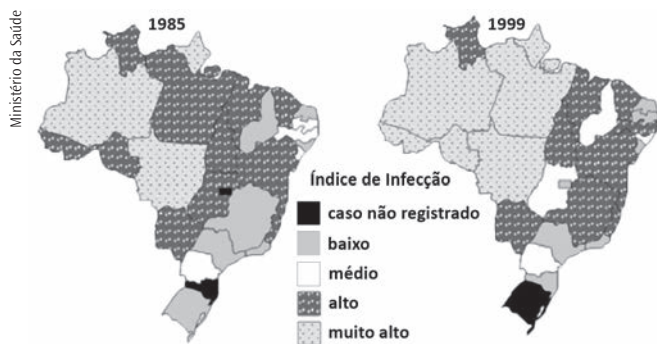 Ministério da Saúde
1985
1999
Índice de Infecção
caso não registrado
baixo
médio
alto
muito alto